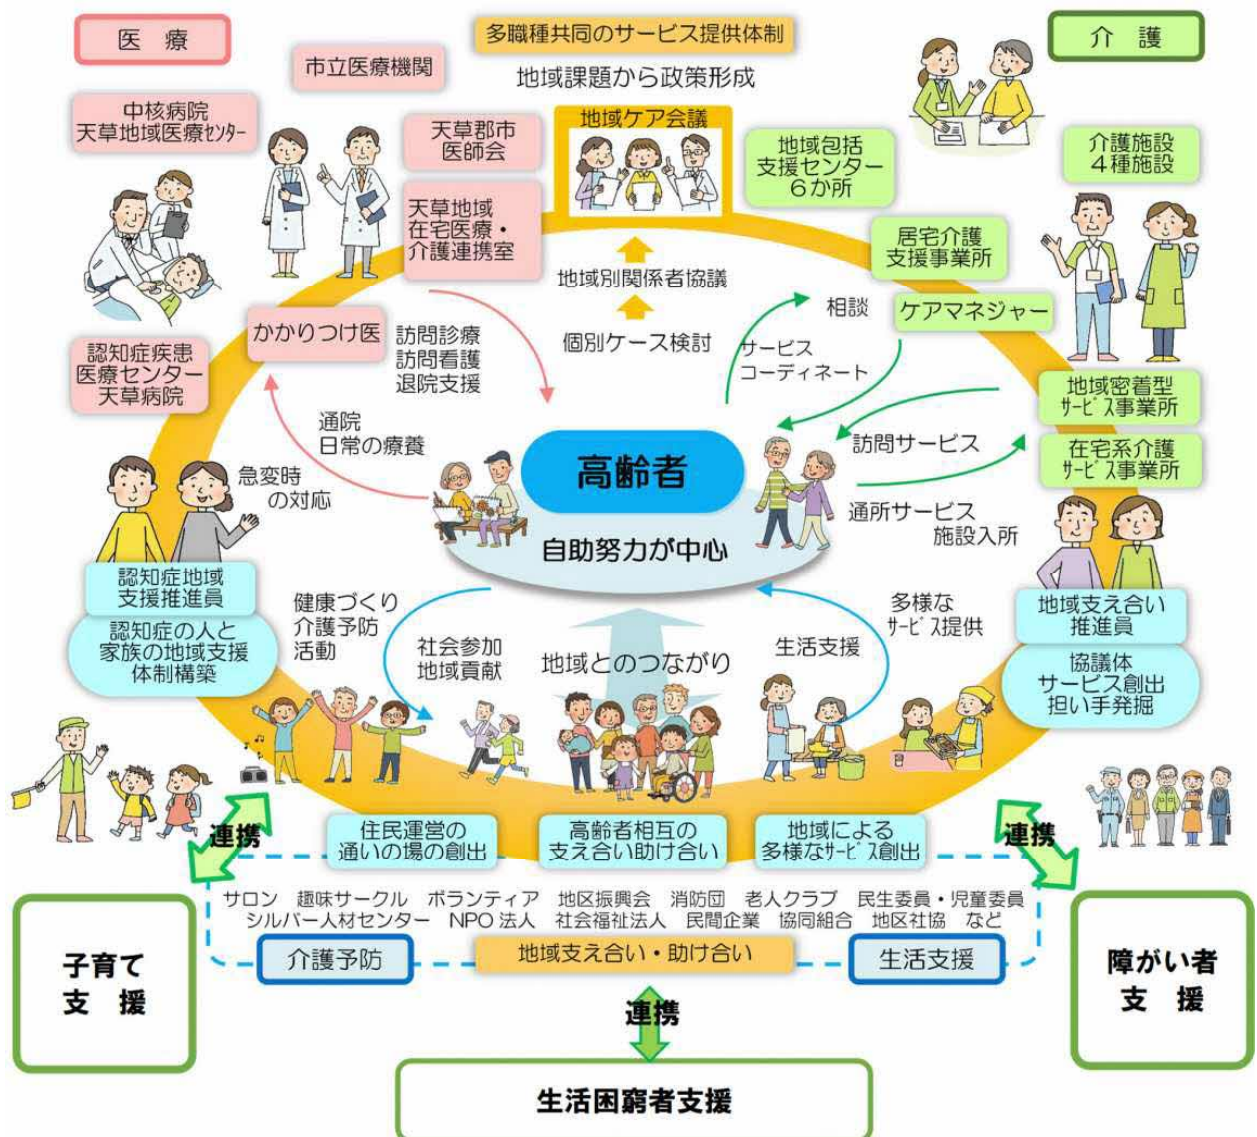 医　療
多職種共同のサービス提供体制
介　護
市立医療機関
地域課題から政策形成
中核病院
天草地域医療ｾﾝﾀｰ
天草郡市
医師会
地域ケア会議
地域包括
支援センター
６か所
介護施設
４種施設
天草地域
在宅医療・
介護連携室
居宅介護
支援事業所
地域別関係者協議
相談
ケアマネジャー
かかりつけ医
訪問診療
訪問看護
退院支援
個別ケース検討
サービス
コーディネート
認知症疾患
医療センター
天草病院
地域密着型
ｻｰﾋﾞｽ事業所
通院
日常の療養
訪問サービス
在宅系介護
ｻｰﾋﾞｽ事業所
高齢者
急変時
の対応
通所サービス
施設入所
自助努力が中心
認知症地域
支援推進員
認知症の人と
家族の地域支援
体制構築
健康づくり
介護予防
活動
社会参加
地域貢献
地域とのつながり
生活支援
多様な
ｻｰﾋﾞｽ提供
地域支え合い
推進員
協議体
サービス創出
担い手発掘
連携
住民運営の
通いの場の創出
高齢者相互の
支え合い助け合い
地域による
多様なｻｰﾋﾞｽ創出
連携
サロン　趣味サークル　ボランティア　地区振興会　消防団　老人クラブ　民生委員・児童委員
シルバー人材センター　NPO 法人　社会福祉法人　民間企業　協同組合　地区社協　など
介護予防
地域支え合い・助け合い
生活支援
子育て
支　援
障がい者
支　援
連携
生活困窮者支援